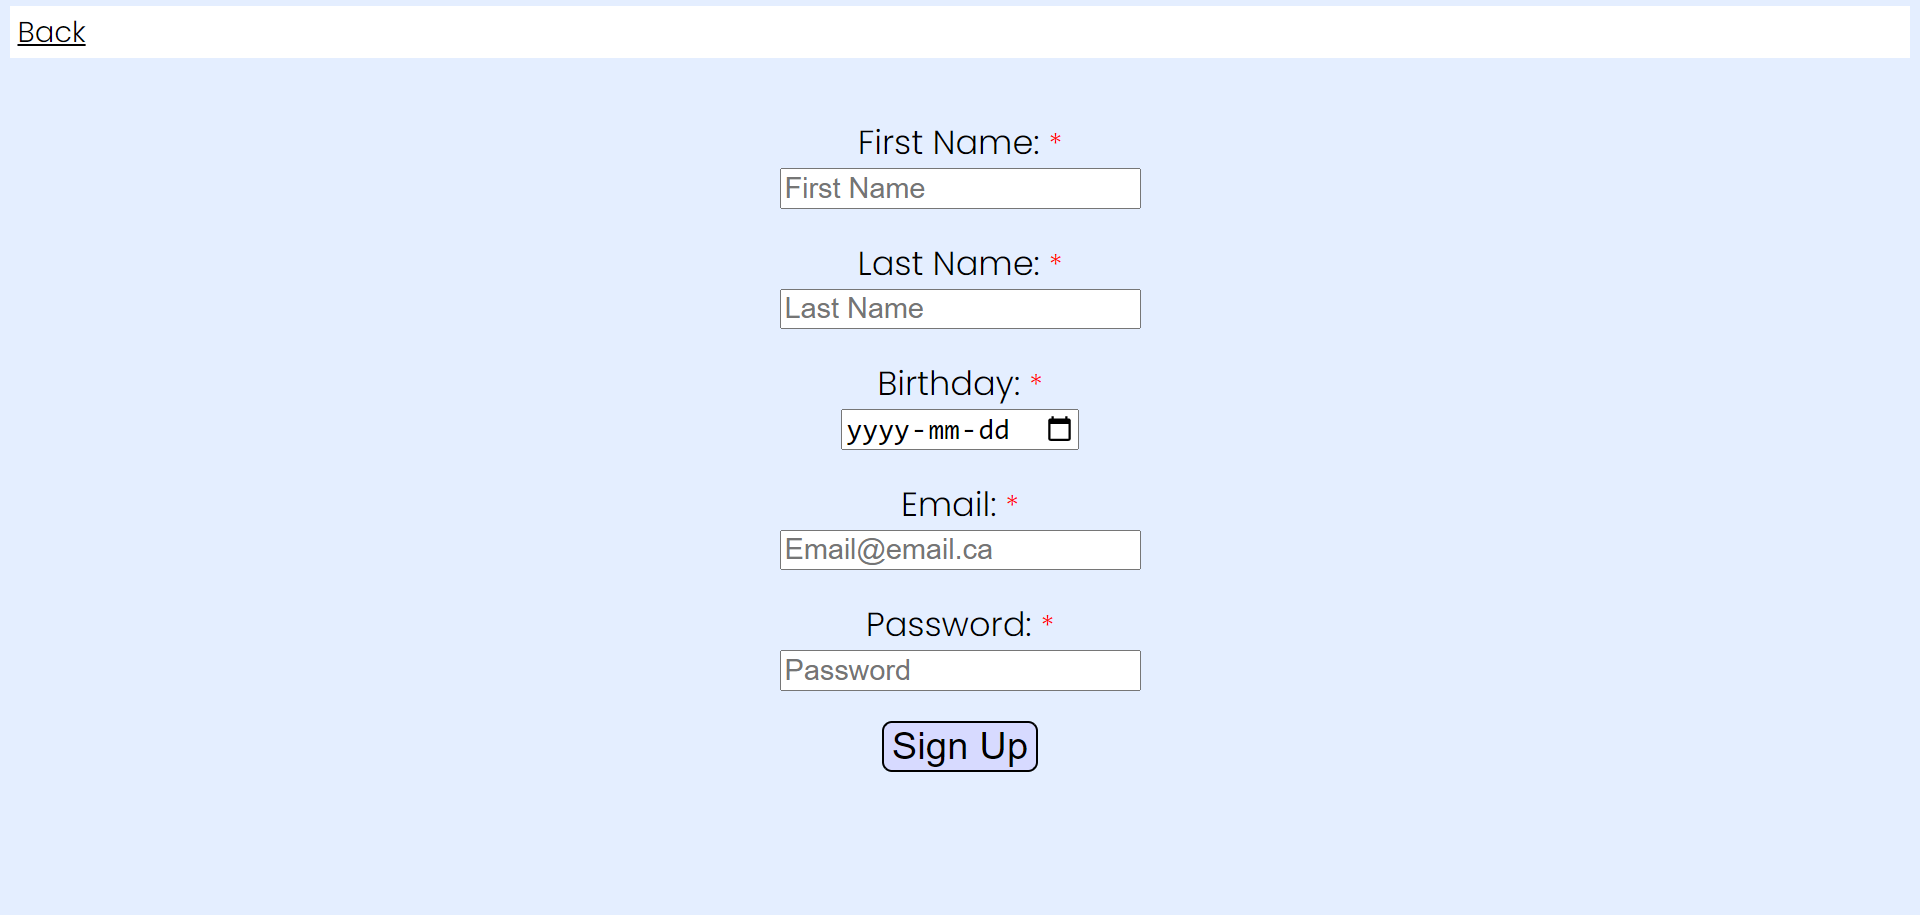 Back
First Name: *
First Name
Last Name: *
Last Name
Birthday: *
yyyy-mm-dd
Email: *
Email@email.ca
Password: *
Password
Sign Up